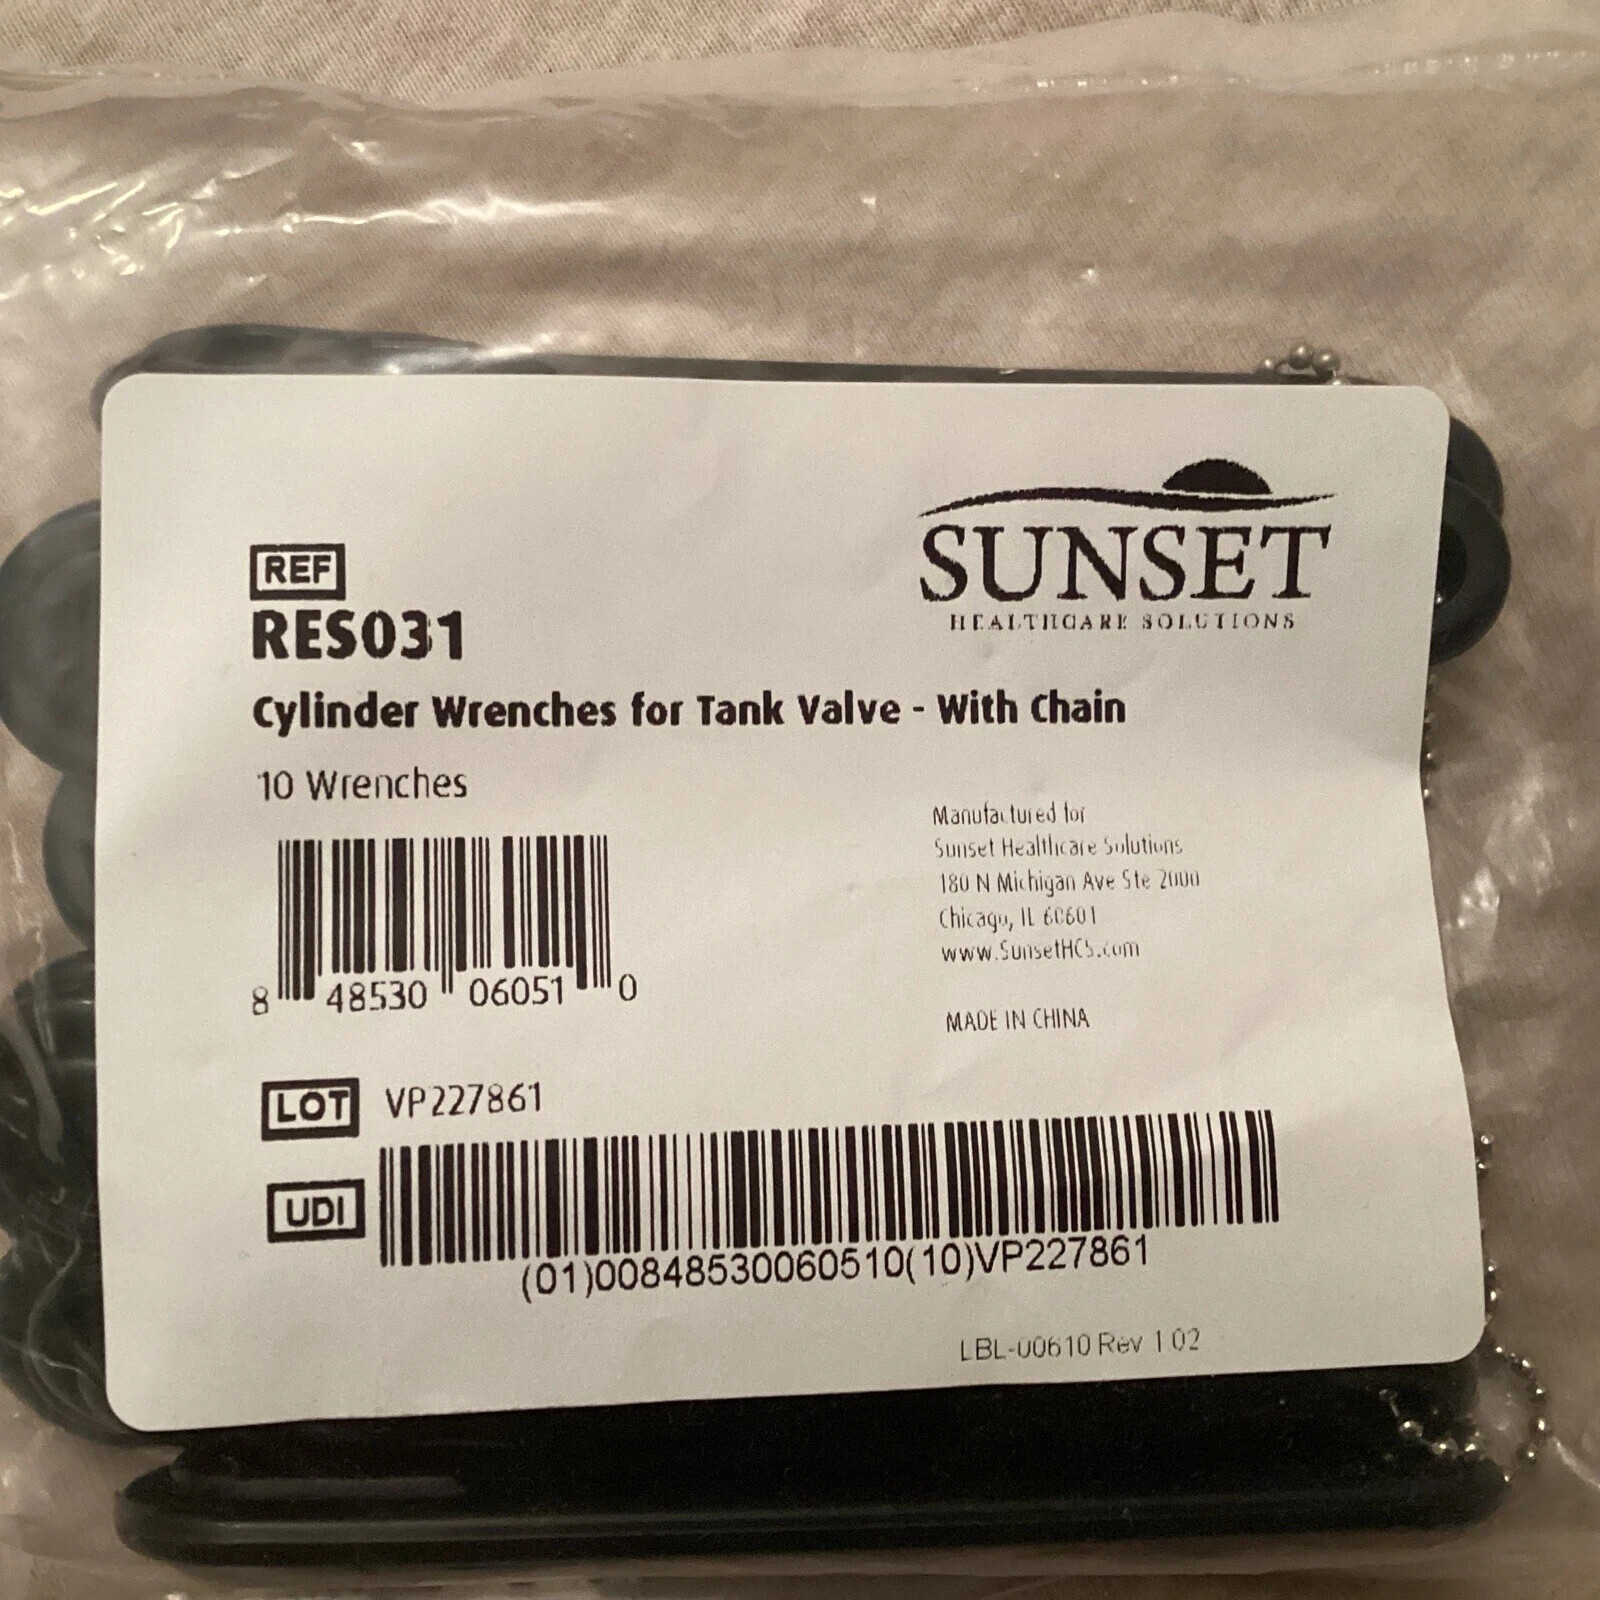 SUNSET
HEALTHCARE SOLUTIONS
REF
RES031
Cylinder Wrenches for Tank Valve - With Chain
10 Wrenches
8 48530 06051 0
Manufactured for
Sunset Healthcare Solutions
180 N Michigan Ave Ste 2000
Chicago, IL 60601
www.SunsetHCS.com
MADE IN CHINA
LOT VP227861
UDI
(01)00848530060510(10)VP227861
LBL-00610 Rev 1 02